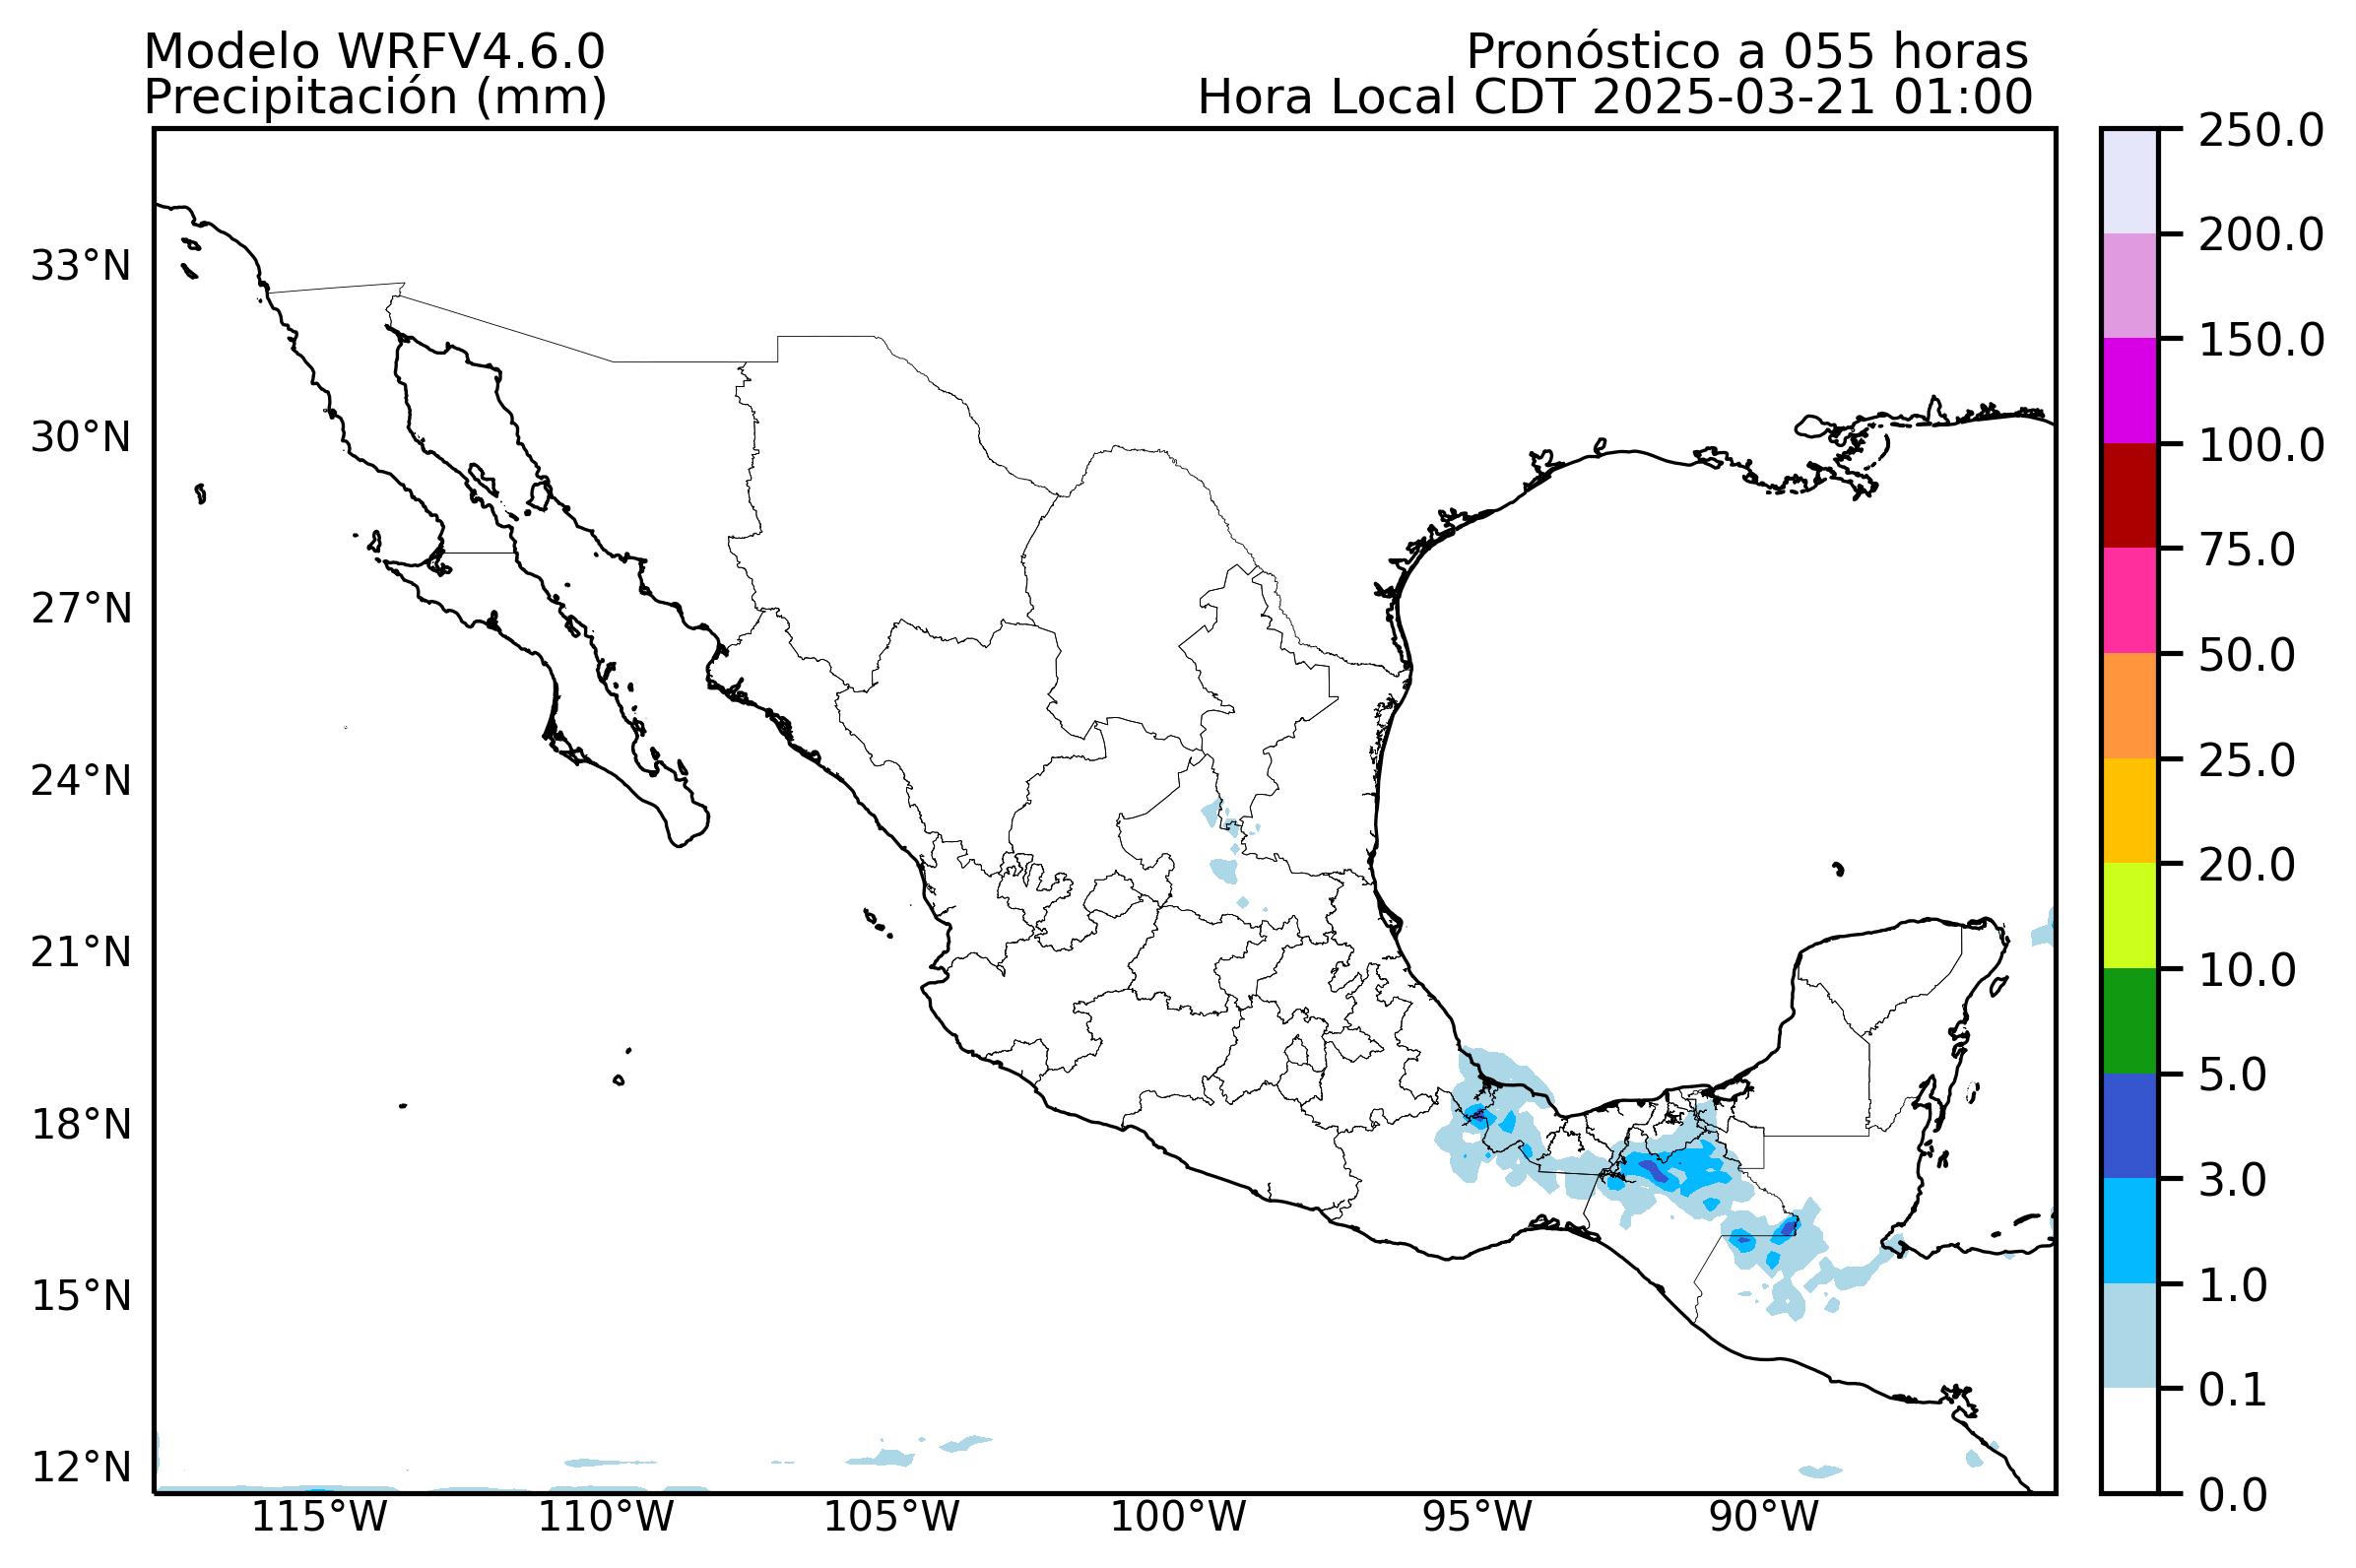 Modelo WRFV4.6.0
Pronóstico a 055 horas
Precipitación (mm)
Hora Local CDT 2025-03-21 01:00
250.0
200.0
150.0
100.0
75.0
50.0
25.0
20.0
10.0
5.0
3.0
1.0
0.1
0.0
33°N
30°N
27°N
24°N
21°N
18°N
15°N
12°N
115°W
110°W
105°W
100°W
95°W
90°W